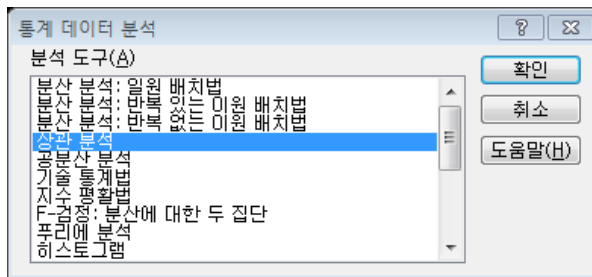 통계 데이터 분석
분석 도구(A)
분산 분석: 일원 배치법
분산 분석: 반복 있는 이원 배치법
분산 분석: 반복 없는 이원 배치법
상관 분석
공분산 분석
기술 통계법
지수 평활법
F-검정: 분산에 대한 두 집단
푸리에 분석
히스토그램
확인
취소
도움말(H)